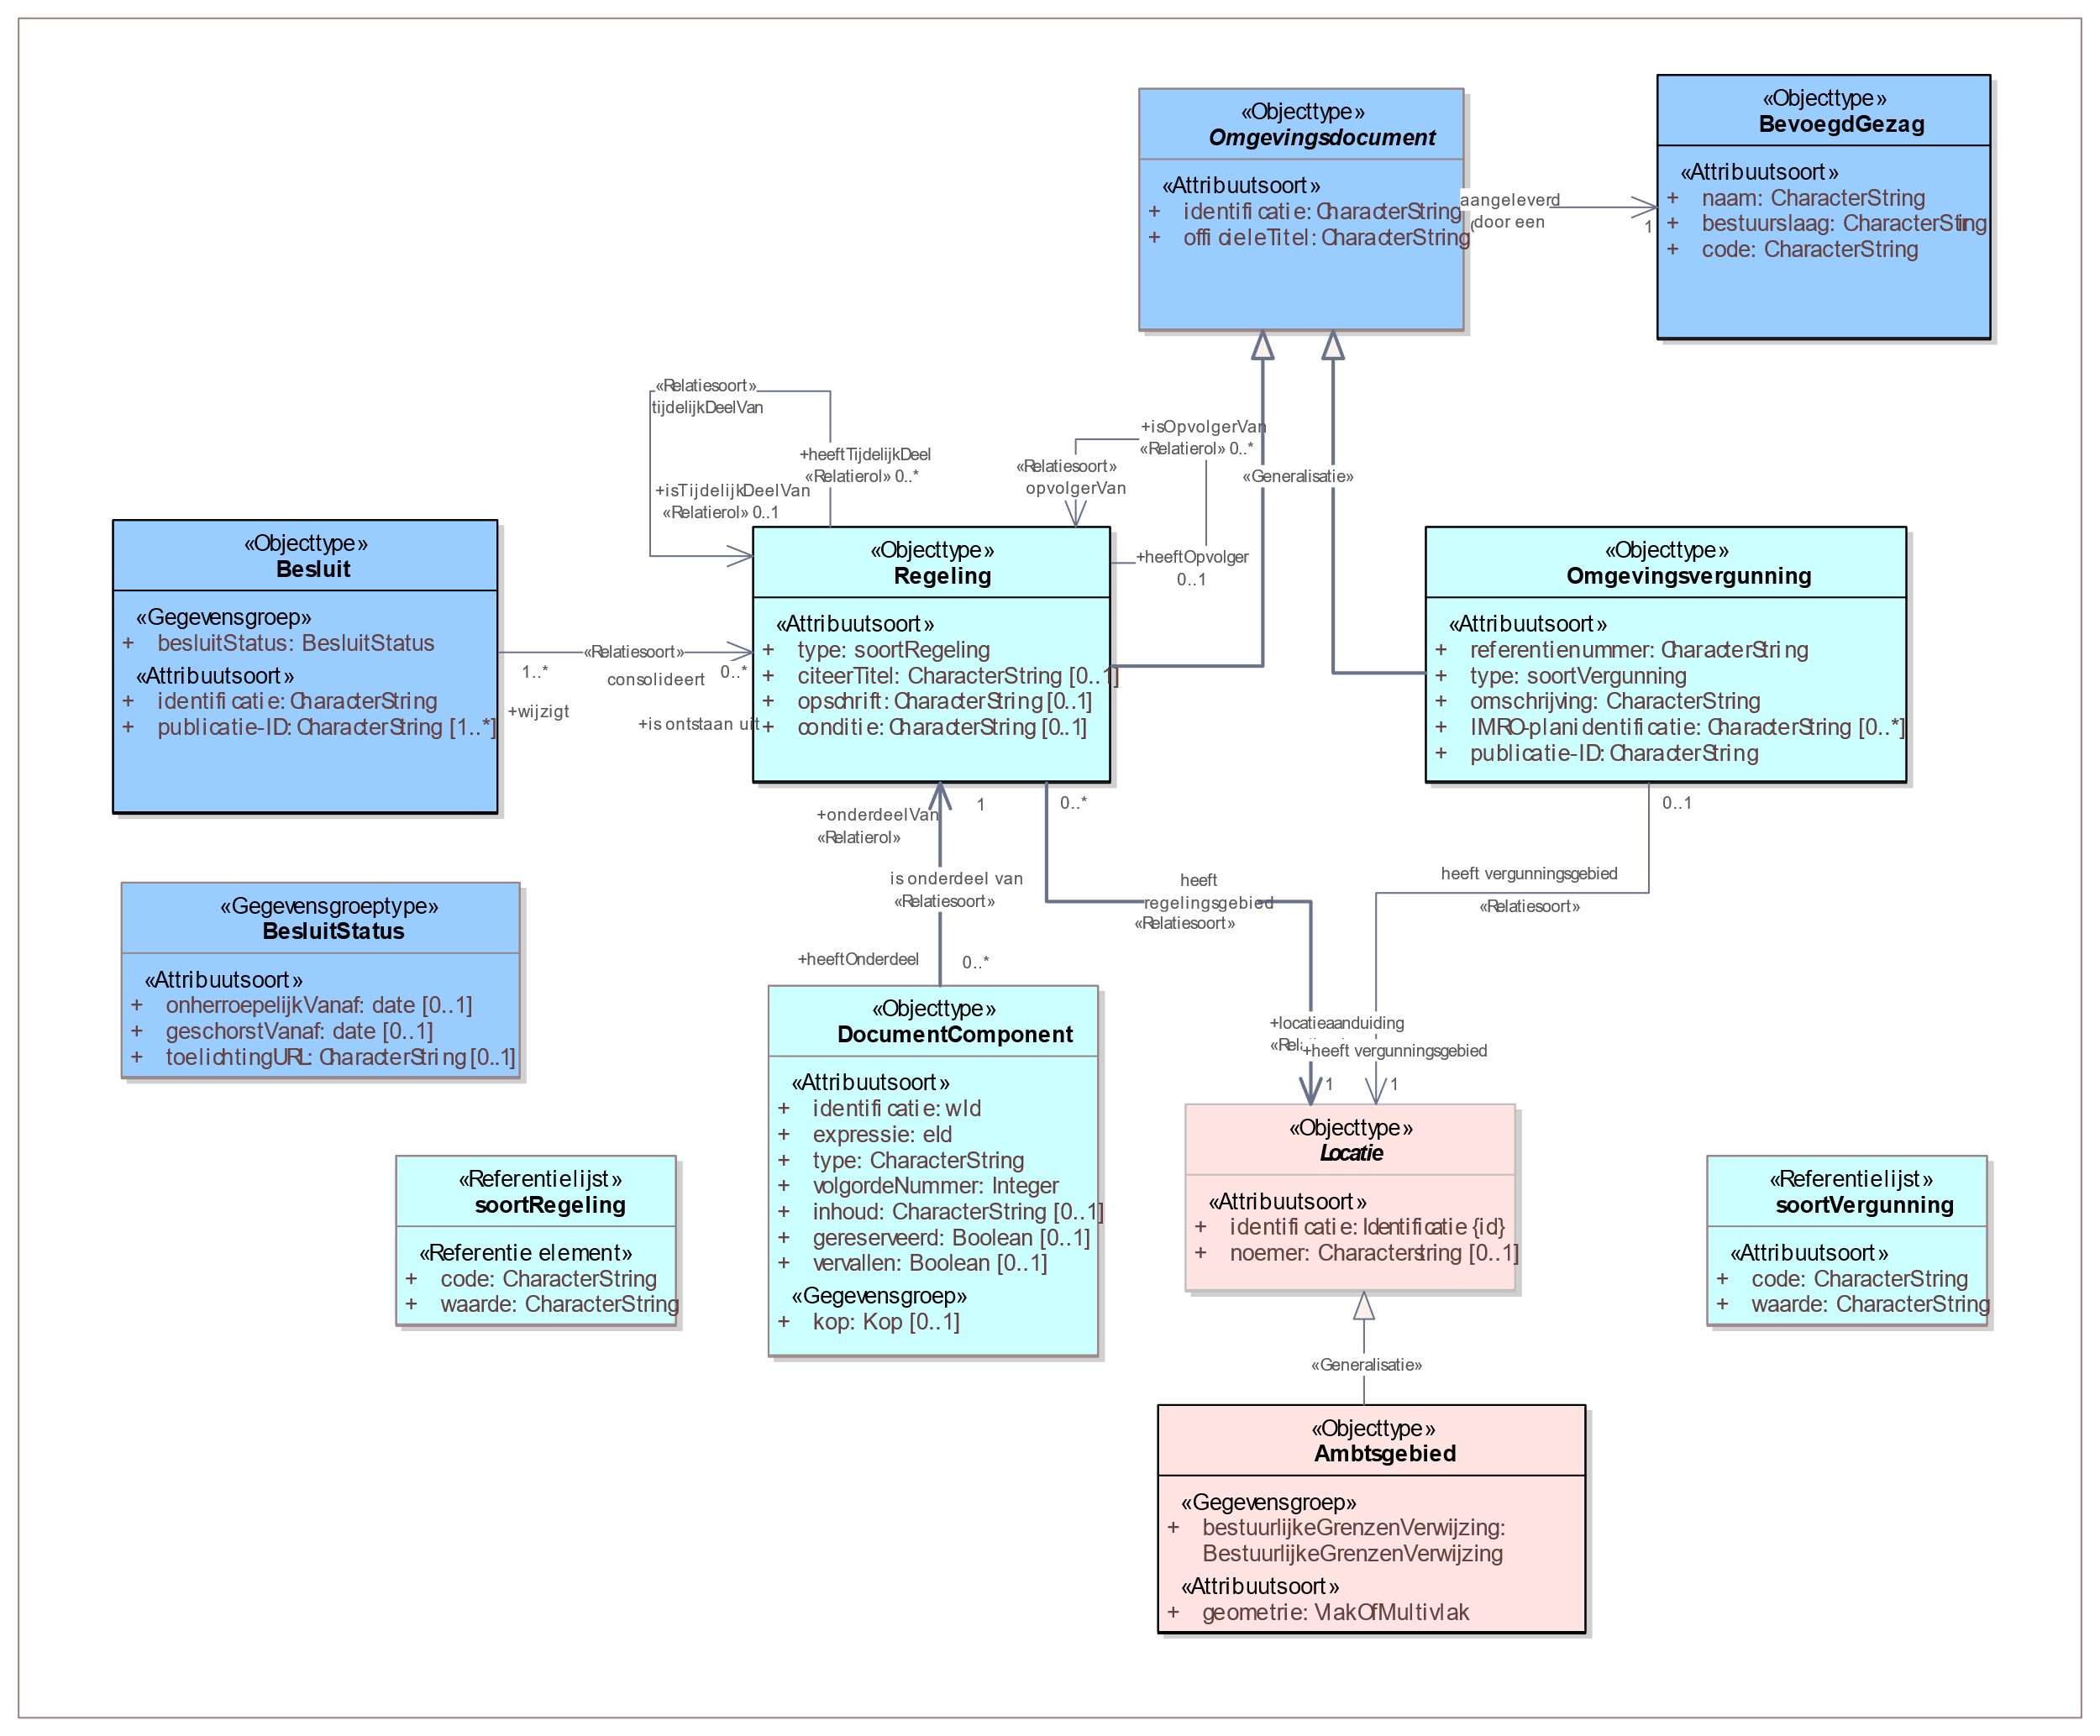 «Objecttype»
Omgevingsdocument
«Attribuutsoort»
+ identificatie: CharacterString
+ officieleTitel: CharacterString
«Objecttype»
BevoegdGezag
«Attribuutsoort»
+ naam: CharacterString
+ bestuurslaag: CharacterString
+ code: CharacterString
aangeleverd
door een
1
«Relatiesoort»
tijdelijkDeelVan
+heeftTijdelijkDeel
«Relatierol» 0..*
+isTijdelijkDeelVan
«Relatierol» 0..1
+isOpvolgerVan
«Relatierol» 0..*
«Relatiesoort»
opvolgerVan
+heeftOpvolger
0..1
«Generalisatie»
«Objecttype»
Besluit
«Gegevensgroep»
+ besluitStatus: BesluitStatus
«Attribuutsoort»
+ identificatie: CharacterString
+ publicatie-ID: CharacterString [1..*]
1..*
«Relatiesoort»
consolideert
0..*
+wijzigt
+is ontstaan uit
«Objecttype»
Regeling
«Attribuutsoort»
+ type: soortRegeling
+ citeerTitel: CharacterString [0..1]
+ opschrift: CharacterString [0..1]
+ conditie: CharacterString [0..1]
«Objecttype»
Omgevingsvergunning
«Attribuutsoort»
+ referentienummer: CharacterString
+ type: soortVergunning
+ omschrijving: CharacterString
+ IMRO-planidentificatie: CharacterString [0..*]
+ publicatie-ID: CharacterString
+onderdeelVan
«Relatierol»
1
0..*
0..1
is onderdeel van
«Relatiesoort»
+heeftOnderdeel
0..*
heeft
regelingsgebied
«Relatiesoort»
heeft vergunningsgebied
«Relatiesoort»
+locatieaanduiding
+heeft vergunningsgebied
1
1
«Gegevensgroeptype»
BesluitStatus
«Attribuutsoort»
+ onherroepelijkVanaf: date [0..1]
+ geschorstVanaf: date [0..1]
+ toelichtingURL: CharacterString [0..1]
«Objecttype»
DocumentComponent
«Attribuutsoort»
+ identificatie: wId
+ expressie: eId
+ type: CharacterString
+ volgordeNummer: Integer
+ inhoud: CharacterString [0..1]
+ gereserveerd: Boolean [0..1]
+ vervallen: Boolean [0..1]
«Gegevensgroep»
+ kop: Kop [0..1]
«Objecttype»
Locatie
«Attribuutsoort»
+ identificatie: Identificatie {id}
+ noemer: Characterstring [0..1]
«Referentielijst»
soortRegeling
«Referentie element»
+ code: CharacterString
+ waarde: CharacterString
«Referentielijst»
soortVergunning
«Attribuutsoort»
+ code: CharacterString
+ waarde: CharacterString
«Generalisatie»
«Objecttype»
Ambtsgebied
«Gegevensgroep»
+ bestuurlijkeGrenzenVerwijzing:
BestuurlijkeGrenzenVerwijzing
«Attribuutsoort»
+ geometrie: VlakOfMultivlak